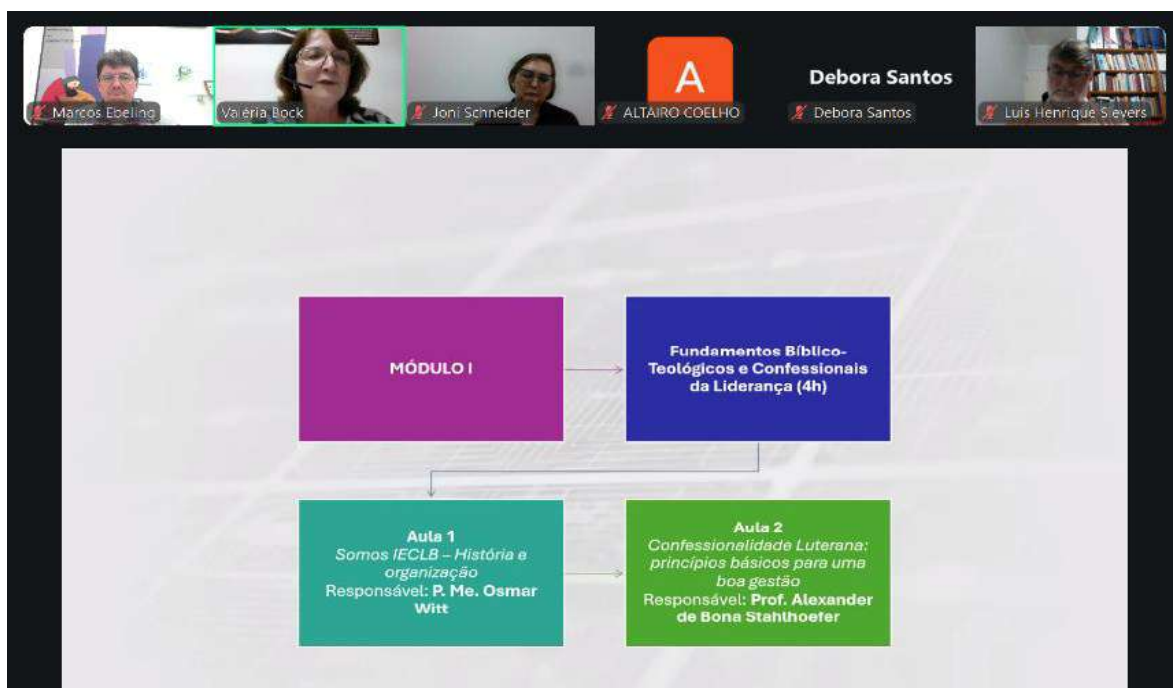 A
Debora Santos
Marcos Ebeling
Valéria Bock
Joni Schneider
ALTAIRO COELHO
Debora Santos
Luis Henrique Sievers
MÓDULO I
Fundamentos Bíblico-
Teológicos e Confessionais
da Liderança (4h)
Aula 1
Somos IECLB – História e
organização
Responsável: P. Me. Osmar
Witt
Aula 2
Confessionalidade Luterana:
princípios básicos para uma
boa gestão
Responsável: Prof. Alexander
de Bona Stahlhoefer